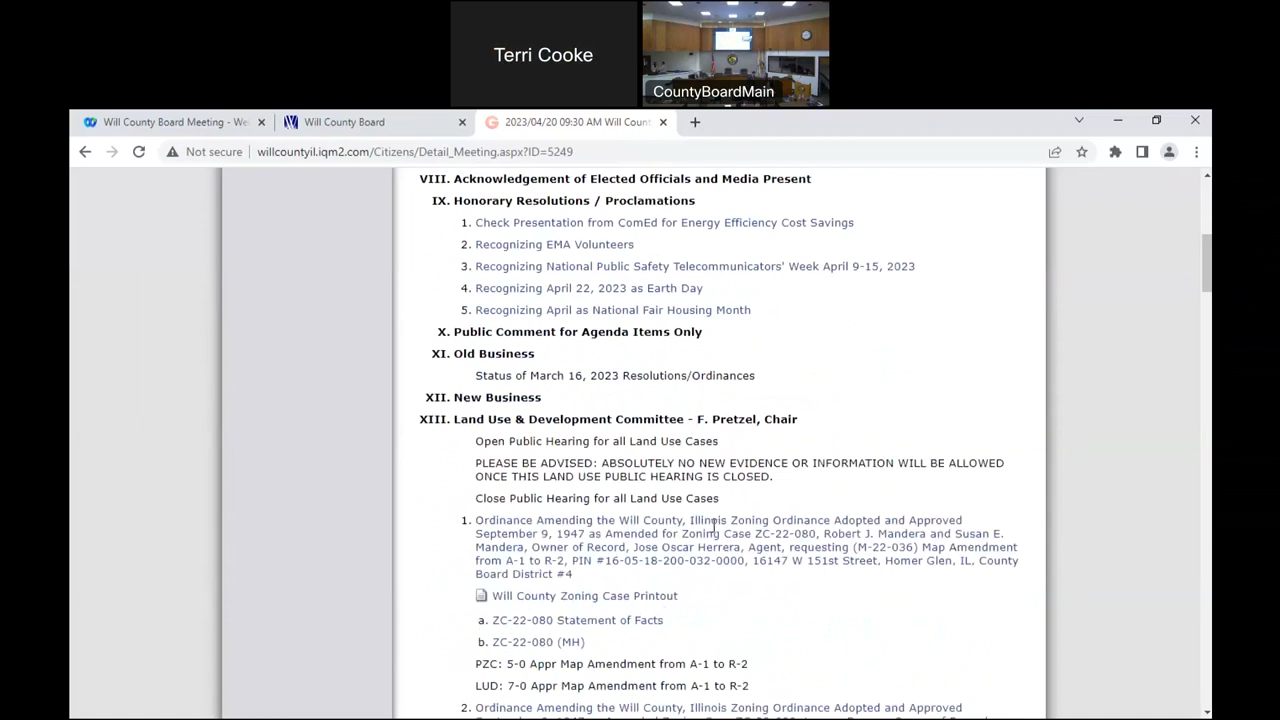 Terri Cooke
CountyBoardMain
Will County Board Meeting - We
Will County Board
2023/04/20 09:30 AM Will Count
Not secure
willcountyil.iqm2.com/Citizens/Detail_Meeting.aspx?ID=5249
VIII. Acknowledgement of Elected Officials and Media Present
IX. Honorary Resolutions / Proclamations
1. Check Presentation from ComEd for Energy Efficiency Cost Savings
2. Recognizing EMA Volunteers
3. Recognizing National Public Safety Telecommunicators' Week April 9-15, 2023
4. Recognizing April 22, 2023 as Earth Day
5. Recognizing April as National Fair Housing Month
X. Public Comment for Agenda Items Only
XI. Old Business
Status of March 16, 2023 Resolutions/Ordinances
XII. New Business
XIII. Land Use & Development Committee - F. Pretzel, Chair
Open Public Hearing for all Land Use Cases
PLEASE BE ADVISED: ABSOLUTELY NO NEW EVIDENCE OR INFORMATION WILL BE ALLOWED
ONCE THIS LAND USE PUBLIC HEARING IS CLOSED.
Close Public Hearing for all Land Use Cases
1. Ordinance Amending the Will County, Illinois Zoning Ordinance Adopted and Approved
September 9, 1947 as Amended for Zoning Case ZC-22-080, Robert J. Mandera and Susan E.
Mandera, Owner of Record, Jose Oscar Herrera, Agent, requesting (M-22-036) Map Amendment
from A-1 to R-2, PIN #16-05-18-200-032-0000, 16147 W 151st Street, Homer Glen, IL, County
Board District #4
Will County Zoning Case Printout
a. ZC-22-080 Statement of Facts
b. ZC-22-080 (MH)
PZC: 5-0 Appr Map Amendment from A-1 to R-2
LUD: 7-0 Appr Map Amendment from A-1 to R-2
2. Ordinance Amending the Will County, Illinois Zoning Ordinance Adopted and Approved